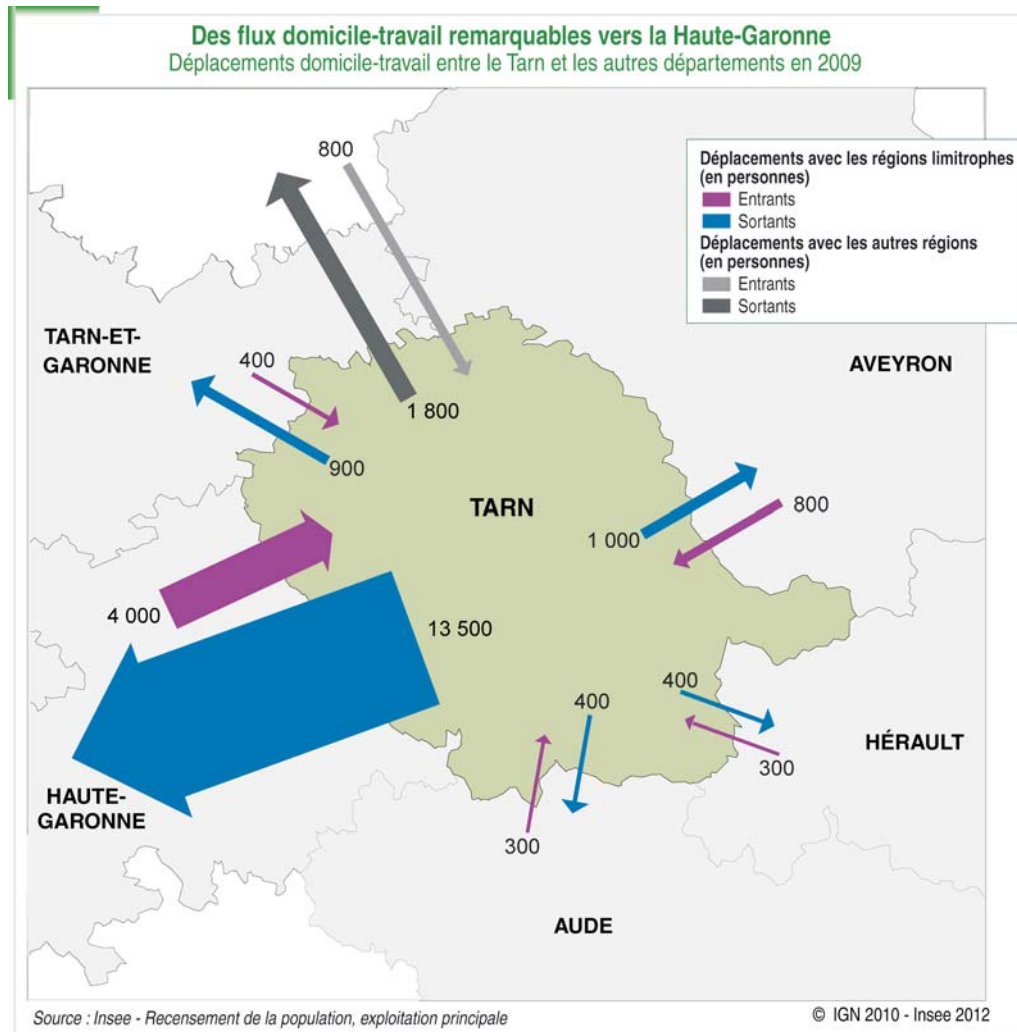 Des flux domicile-travail remarquables vers la Haute-Garonne
Déplacements domicile-travail entre le Tarn et les autres départements en 2009
800
Déplacements avec les régions limitrophes
(en personnes)
Entrants
Sortants
Déplacements avec les autres régions
(en personnes)
Entrants
Sortants
TARN-ET-
GARONNE
400
AVEYRON
1 800
900
TARN
800
1 000
4 000
13 500
400
400
HÉRAULT
300
HAUTE-
GARONNE
300
AUDE
Source : Insee - Recensement de la population, exploitation principale
© IGN 2010 - Insee 2012